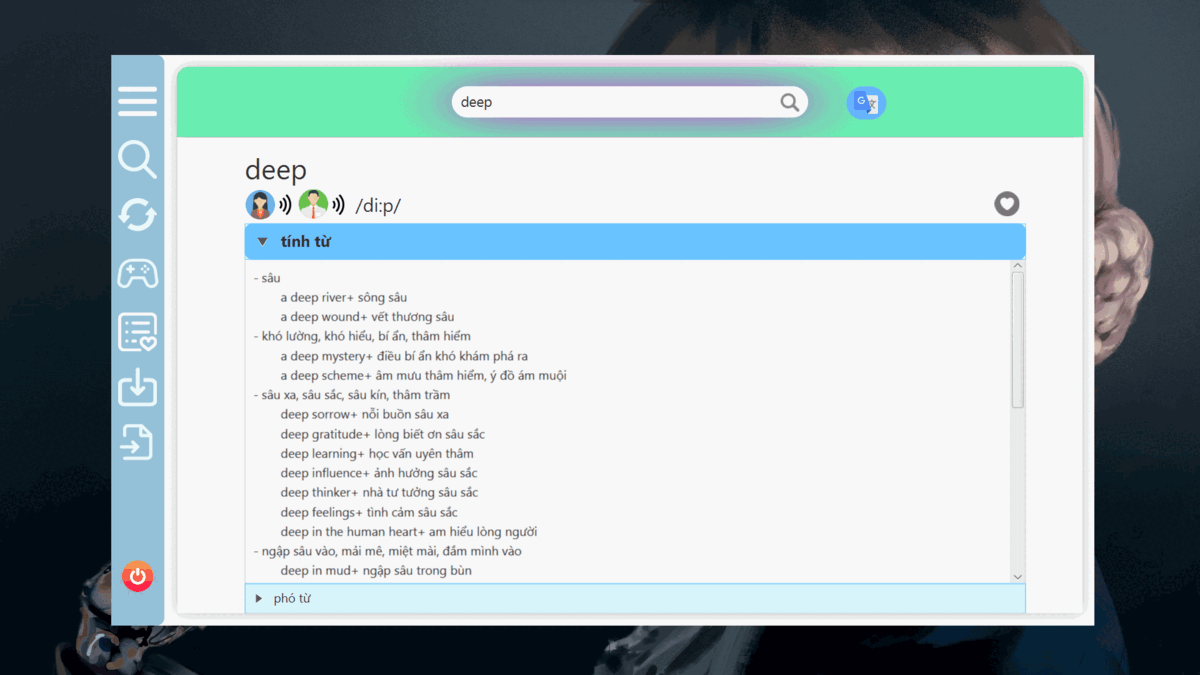 deep
deep
/di:p/
tính từ
- sâu
a deep river+ sông sâu
a deep wound+ vết thương sâu
- khó lường, khó hiểu, bí ẩn, thâm hiểm
a deep mystery+ điều bí ẩn khó khám phá ra
a deep scheme+ âm mưu thâm hiểm, ý đồ ám muội
- sâu xa, sâu sắc, sâu kín, thâm trầm
deep sorrow+ nỗi buồn sâu xa
deep gratitude+ lòng biết ơn sâu sắc
deep learning+ học vấn uyên thâm
deep influence+ ảnh hưởng sâu sắc
deep thinker+ nhà tư tưởng sâu sắc
deep feelings+ tình cảm sâu sắc
deep in the human heart+ am hiểu lòng người
- ngập sâu vào, mải mê, miệt mài, đắm mình vào
deep in mud+ ngập sâu trong bùn
phó từ